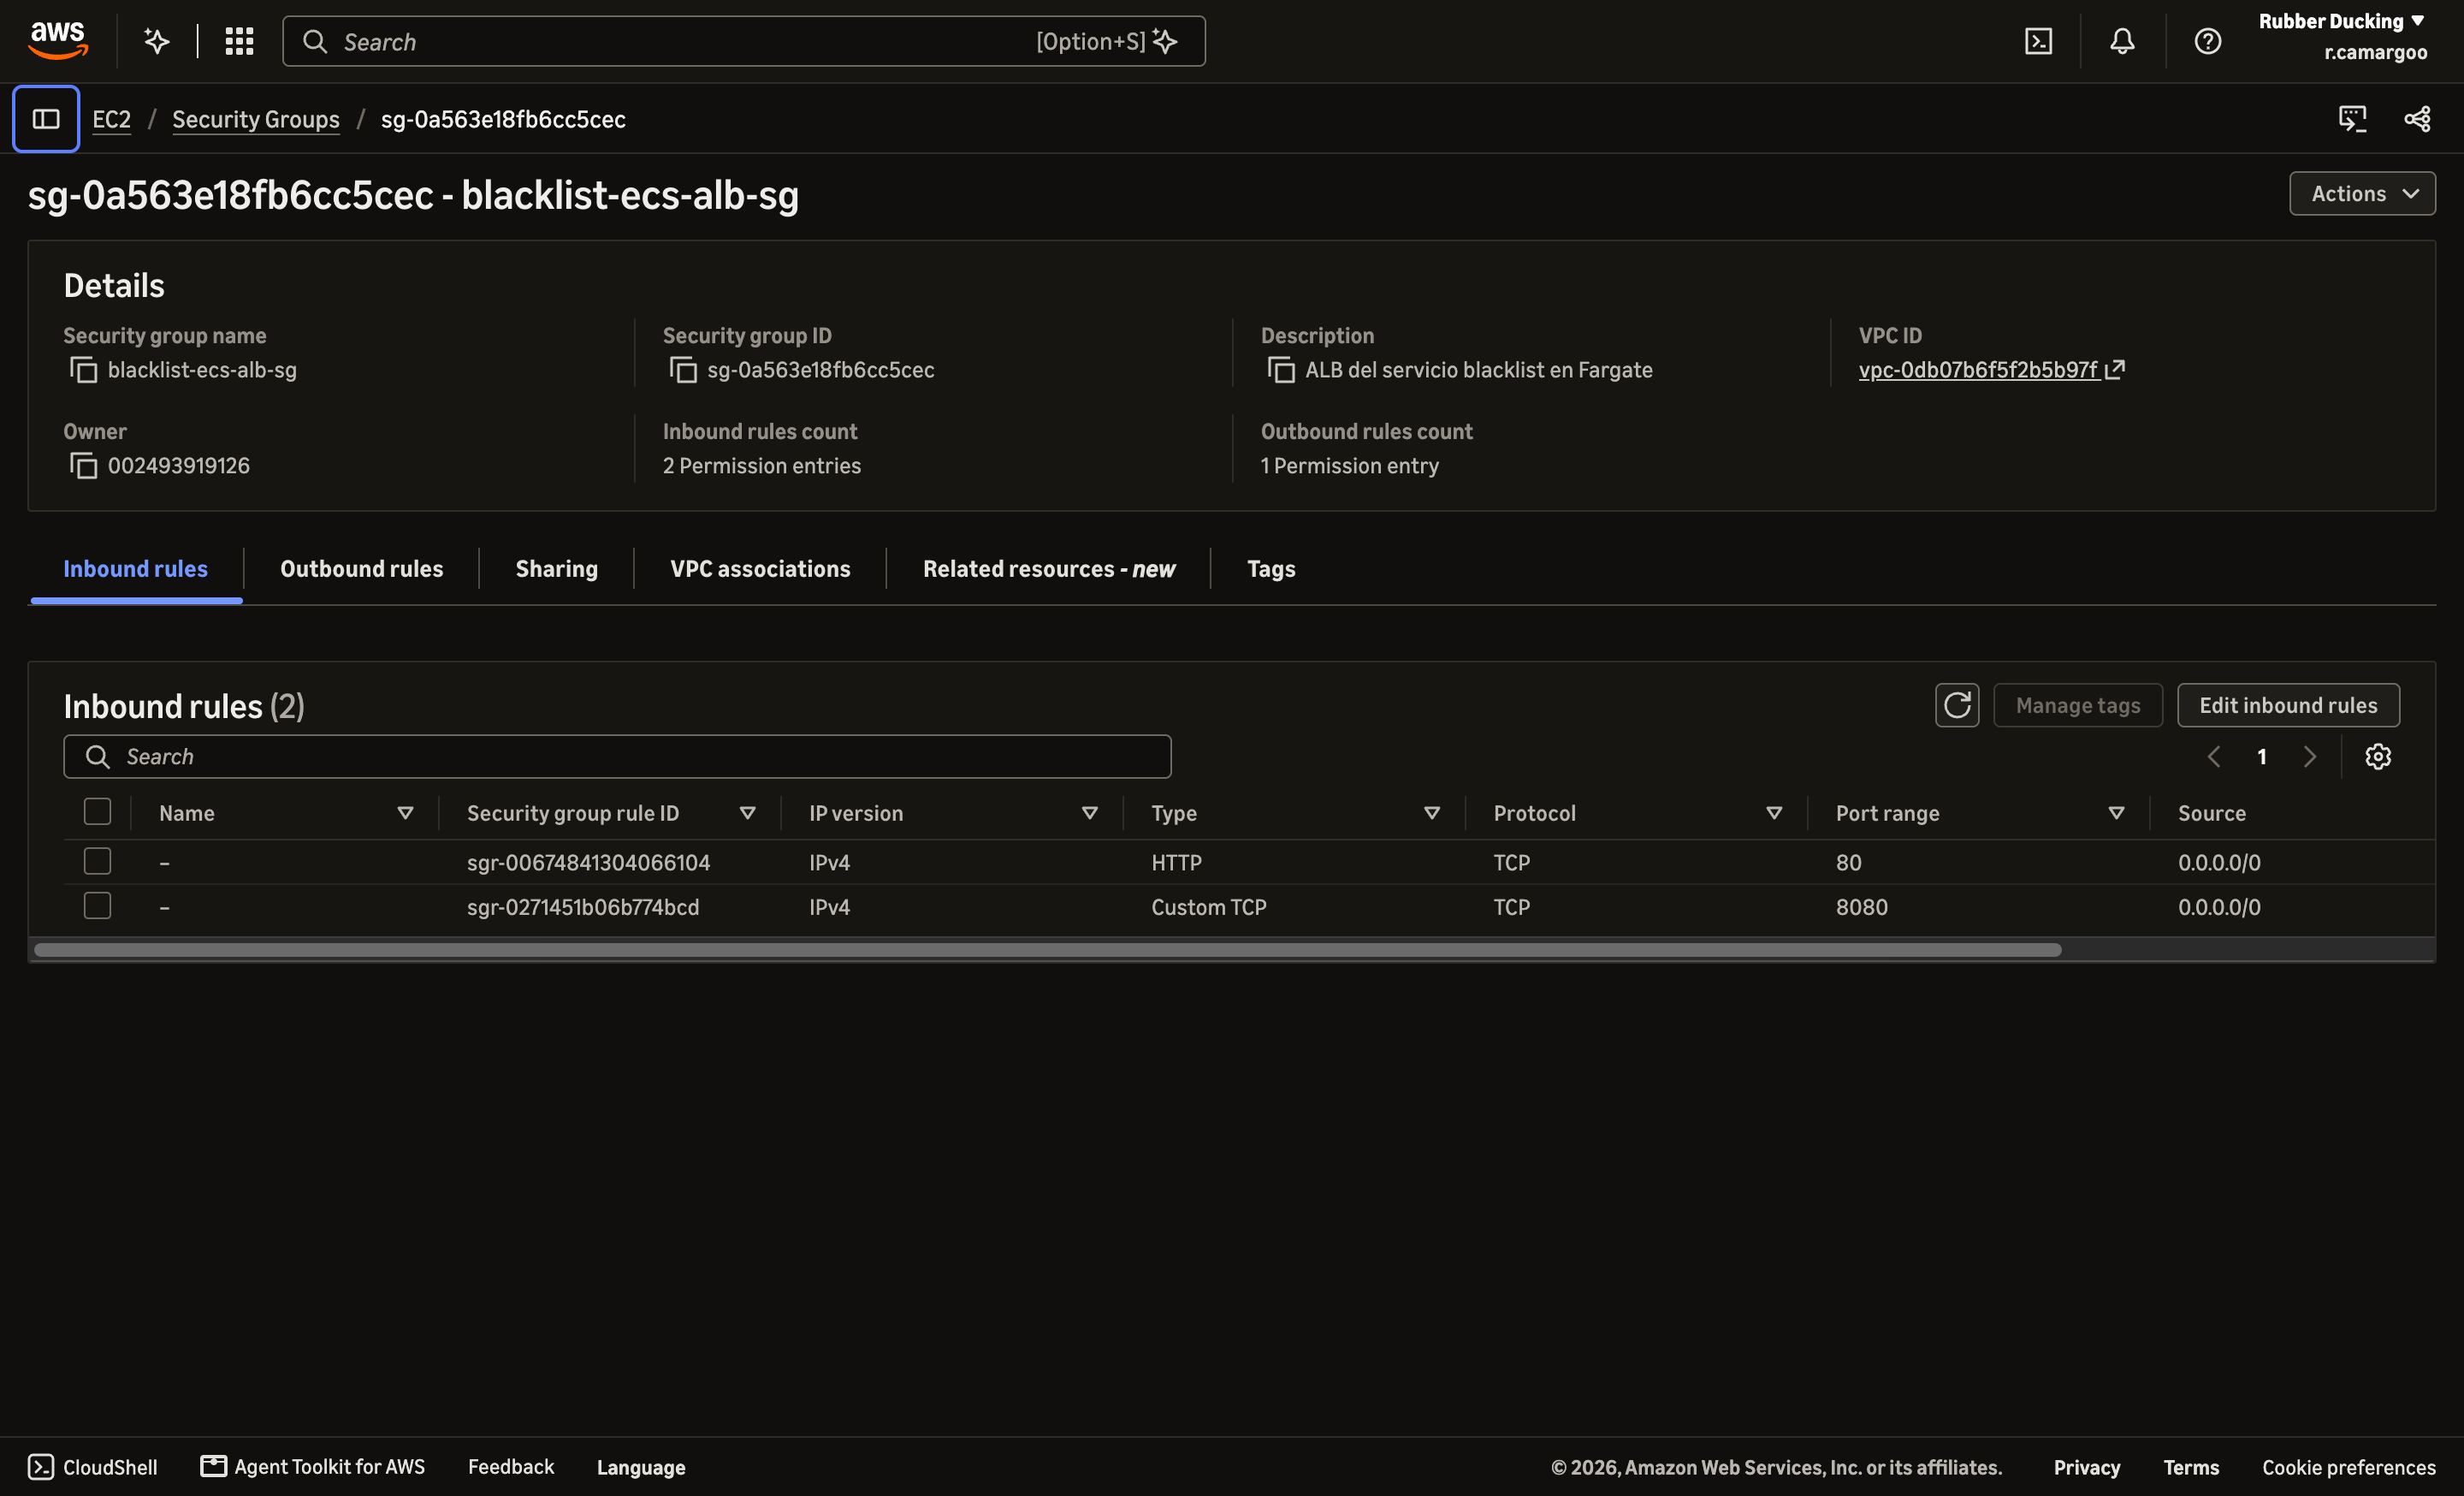 aws
Search [Option+S]
Rubber Ducking
r.camargoo
EC2 / Security Groups / sg-0a563e18fb6cc5cec
sg-0a563e18fb6cc5cec - blacklist-ecs-alb-sg
Actions
Details
Security group name
blacklist-ecs-alb-sg
Security group ID
sg-0a563e18fb6cc5cec
Description
ALB del servicio blacklist en Fargate
VPC ID
vpc-0db07b6f5f2b5b97f
Owner
002493919126
Inbound rules count
2 Permission entries
Outbound rules count
1 Permission entry
Inbound rules Outbound rules Sharing VPC associations Related resources - new Tags
Inbound rules (2)
Manage tags Edit inbound rules
Search
1
Name Security group rule ID IP version Type Protocol Port range Source
– sgr-00674841304066104 IPv4 HTTP TCP 80 0.0.0.0/0
– sgr-0271451b06b774bcd IPv4 Custom TCP TCP 8080 0.0.0.0/0
CloudShell Agent Toolkit for AWS Feedback Language © 2026, Amazon Web Services, Inc. or its affiliates. Privacy Terms Cookie preferences